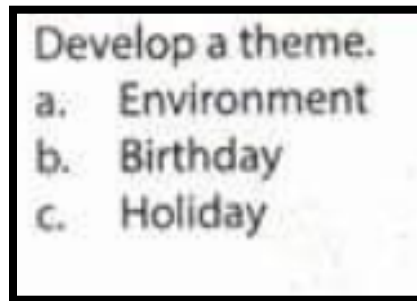 Develop a theme.
a. Environment
b. Birthday
c. Holiday